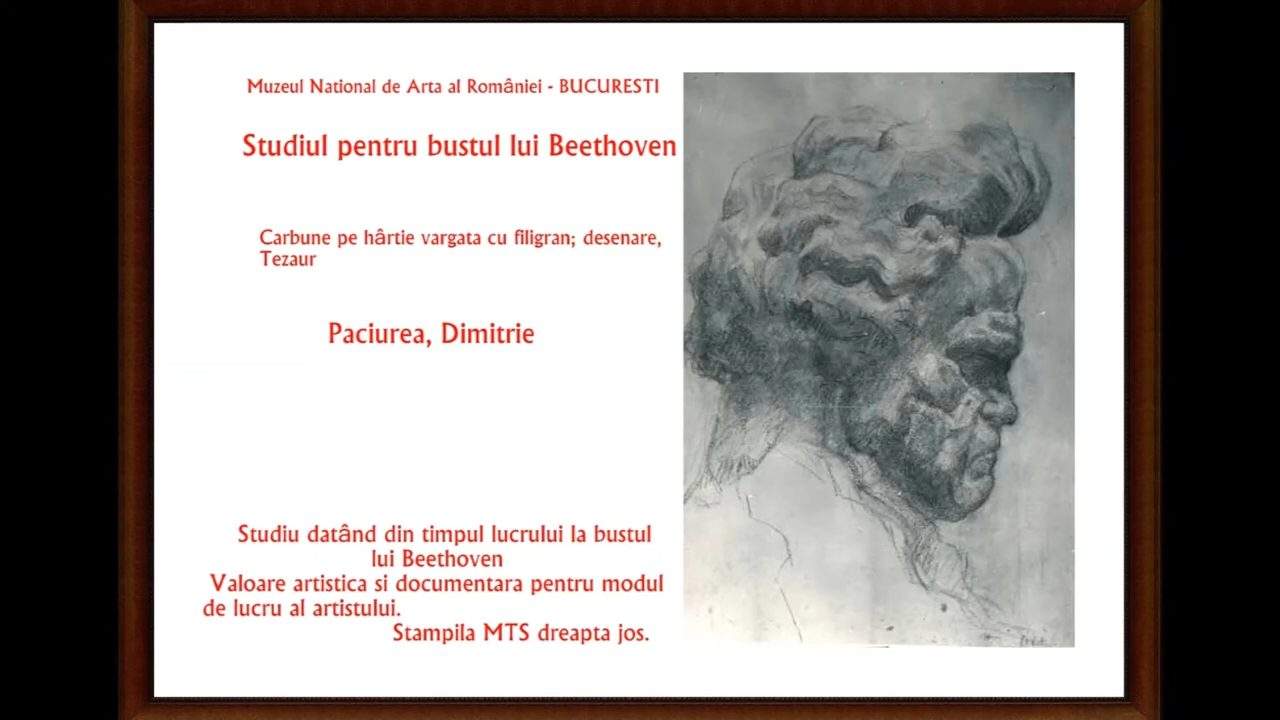 Muzeul National de Arta al României - BUCURESTI
Studiul pentru bustul lui Beethoven
Carbune pe hârtie vargata cu filigran; desenare,
Tezaur
Paciurea, Dimitrie
Studiu datând din timpul lucrului la bustul
lui Beethoven
Valoare artistica si documentara pentru modul
de lucru al artistului.
Stampila MTS dreapta jos.